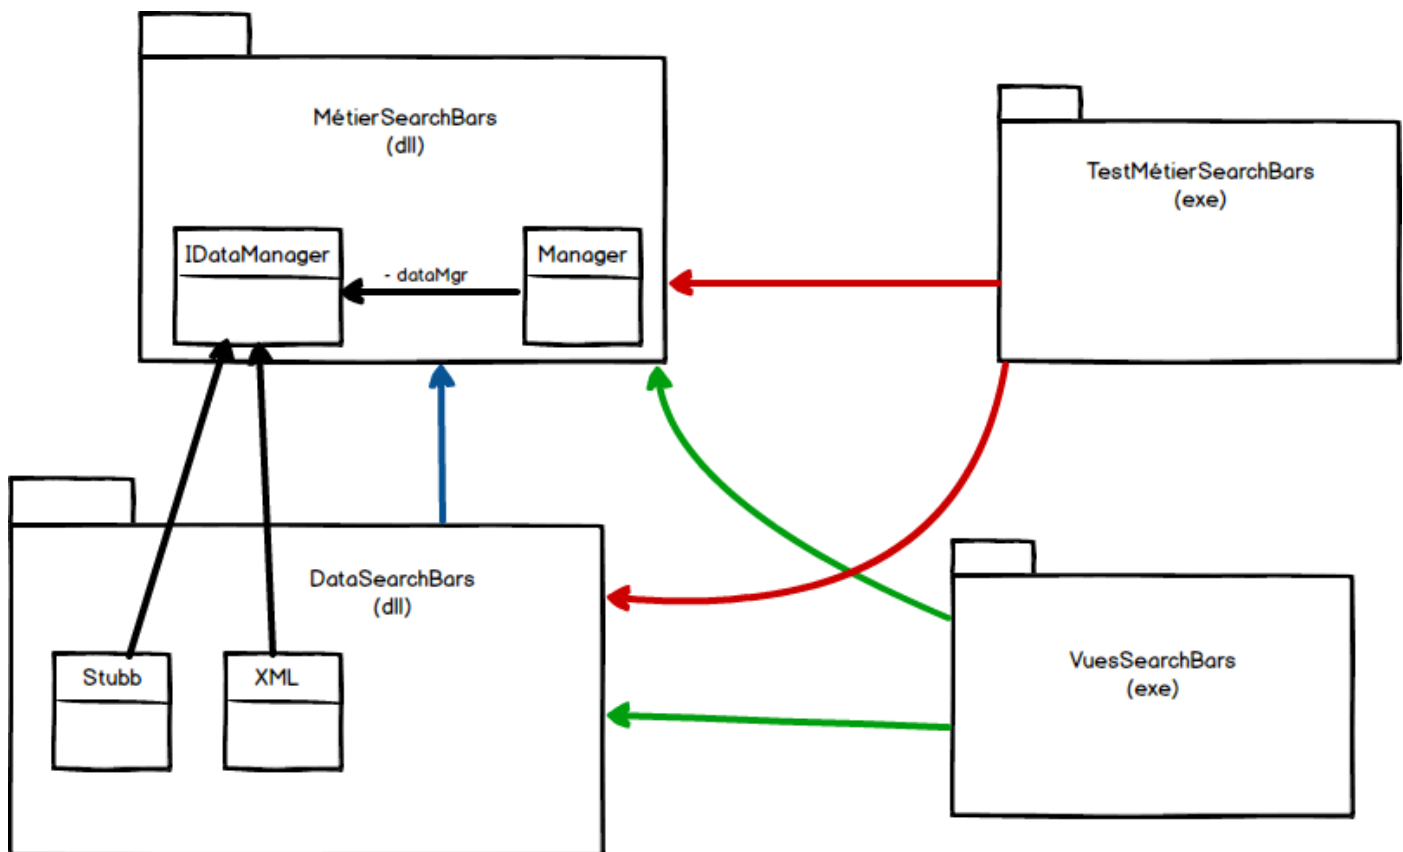 MétierSearchBars
(dll)
TestMétierSearchBars
(exe)
IDataManager
- dataMgr
Manager
DataSearchBars
(dll)
Stubb
XML
VuesSearchBars
(exe)